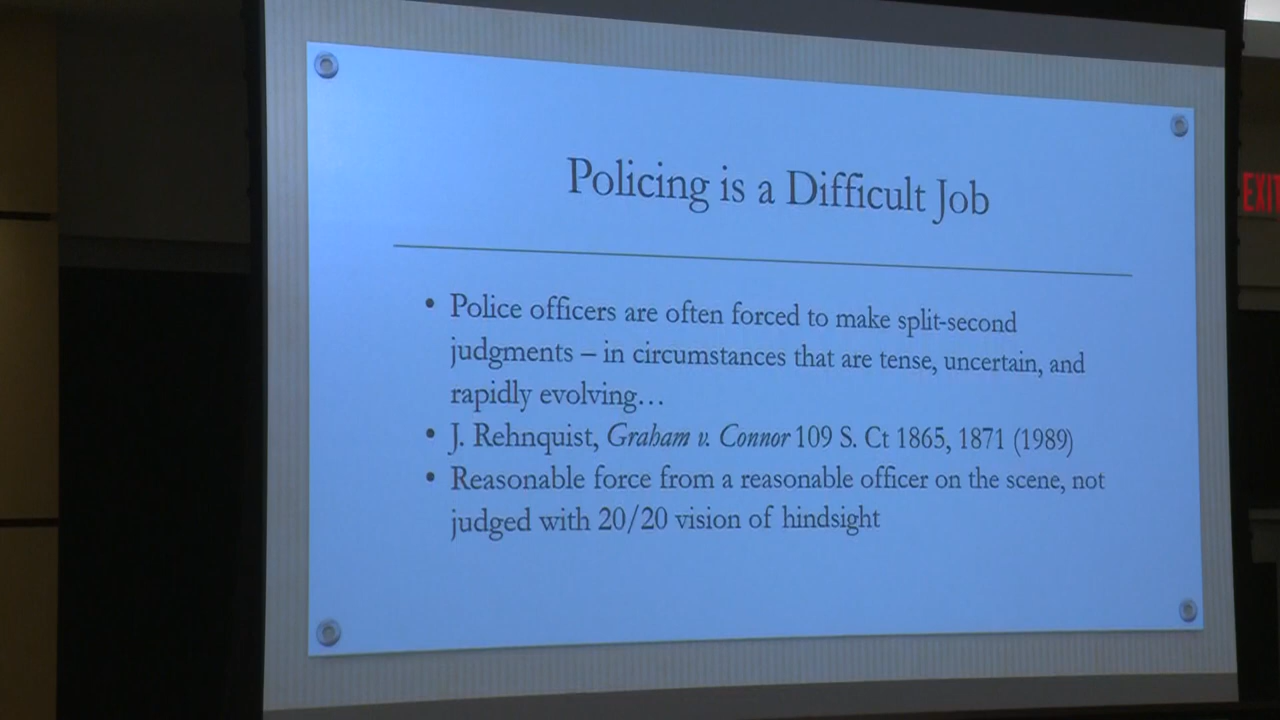 Policing is a Difficult Job
• Police officers are often forced to make split-second
judgments – in circumstances that are tense, uncertain, and
rapidly evolving…
• J. Rehnquist, Graham v. Connor 109 S. Ct 1865, 1871 (1989)
• Reasonable force from a reasonable officer on the scene, not
judged with 20/20 vision of hindsight
EXIT